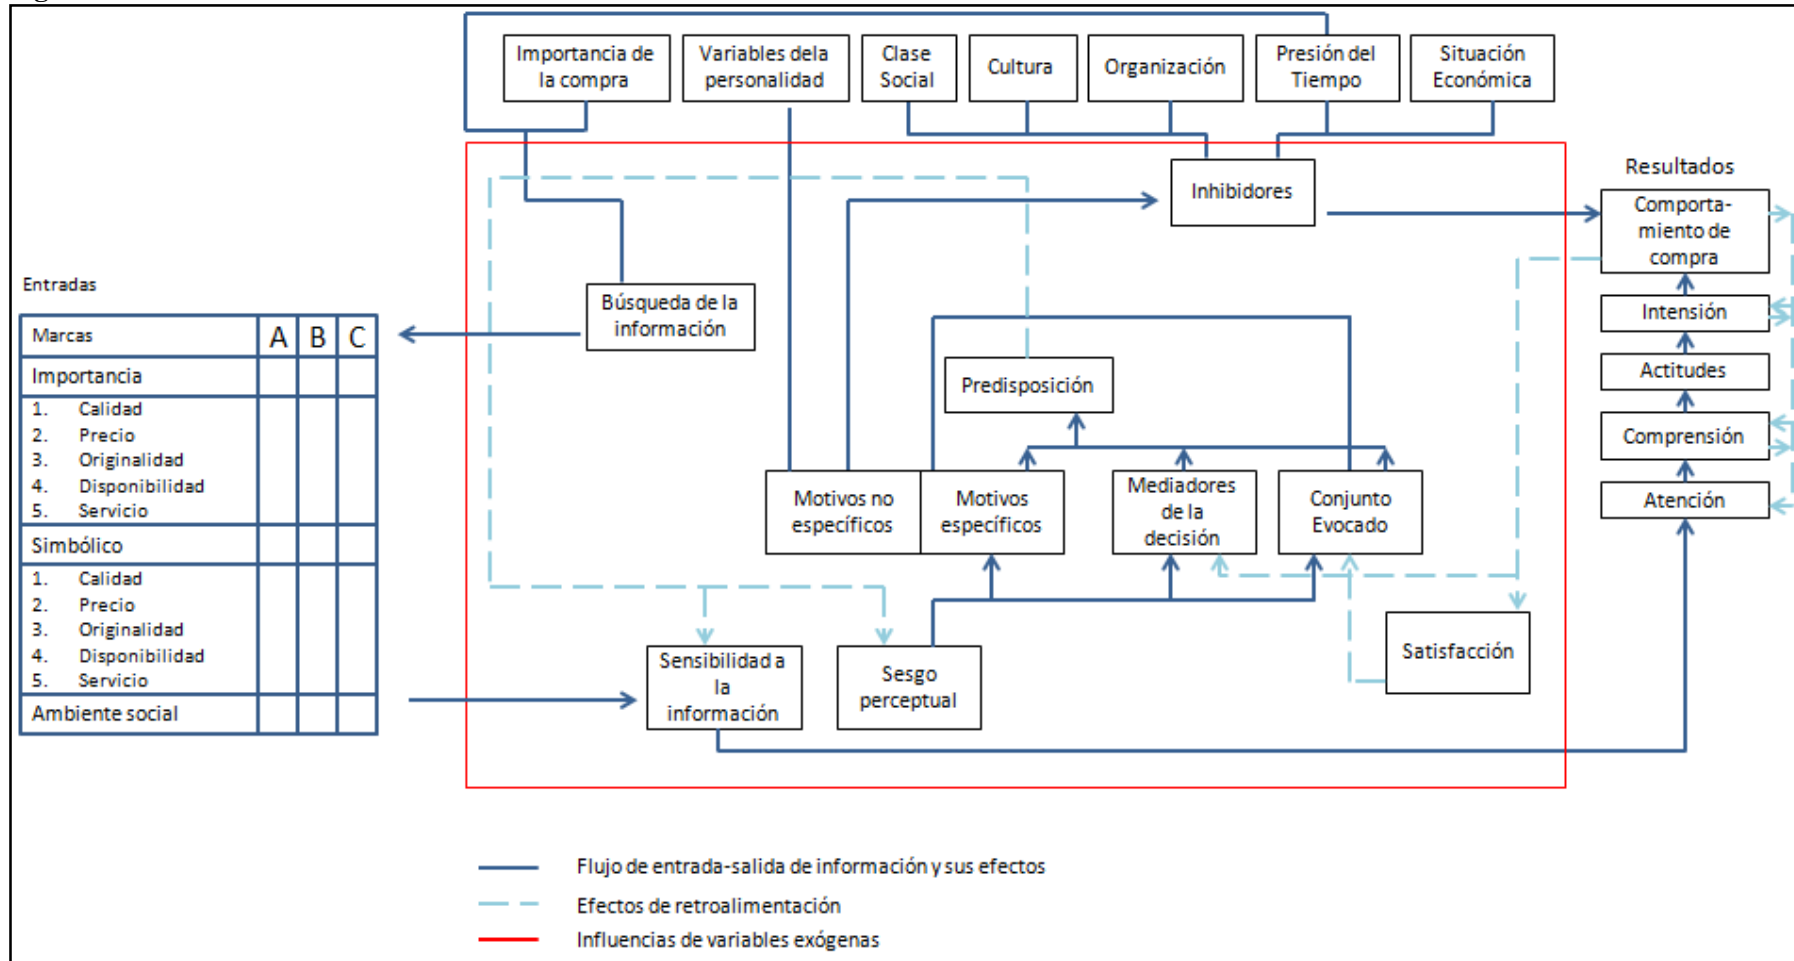 Importancia de
la compra
Variables dela
personalidad
Clase
Social
Cultura
Organización
Presión del
Tiempo
Situación
Económica
Inhibidores
Resultados
Comporta-
miento de
compra
Intensión
Actitudes
Comprensión
Atención
Entradas
Marcas A B C
Importancia
1. Calidad
2. Precio
3. Originalidad
4. Disponibilidad
5. Servicio
Simbólico
1. Calidad
2. Precio
3. Originalidad
4. Disponibilidad
5. Servicio
Ambiente social
Búsqueda de la
información
Predisposición
Motivos no
específicos
Motivos
específicos
Mediadores
de la
decisión
Conjunto
Evocado
Sensibilidad a
la
información
Sesgo
perceptual
Satisfacción
Flujo de entrada-salida de información y sus efectos
Efectos de retroalimentación
Influencias de variables exógenas